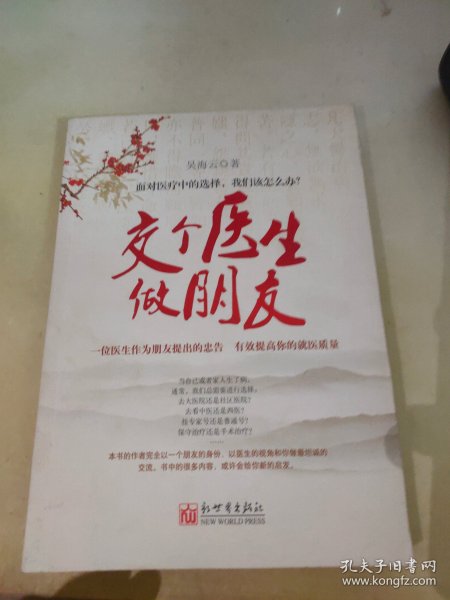 吴海云◎著
面对医疗中的选择，我们该怎么办？
交个医生
做朋友
一位医生作为朋友提出的忠告 有效提高你的就医质量
当自己或者家人生了病，
通常，我们总需要进行选择。
去大医院还是社区医院？
去看中医还是西医？
挂专家号还是普通号？
保守治疗还是手术治疗？
……
本书的作者完全以一个朋友的身份，以医生的视角和你做最坦诚的
交流。书中的很多内容，或许会给你新的启发。
新世界出版社
NEW WORLD PRESS
孔夫子旧书网
www.kongfz.com